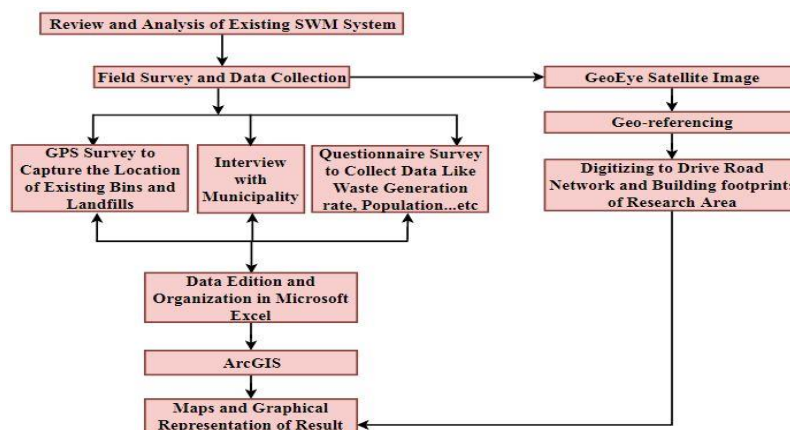 Review and Analysis of Existing SWM System
Field Survey and Data Collection
GeoEye Satellite Image
Geo-referencing
GPS Survey to
Capture the Location
of Existing Bins and
Landfills
Interview
with
Municipality
Questionnaire Survey
to Collect Data Like
Waste Generation
rate, Population...etc
Digitizing to Drive Road
Network and Building footprints
of Research Area
Data Edition and
Organization in Microsoft
Excel
ArcGIS
Maps and Graphical
Representation of Result